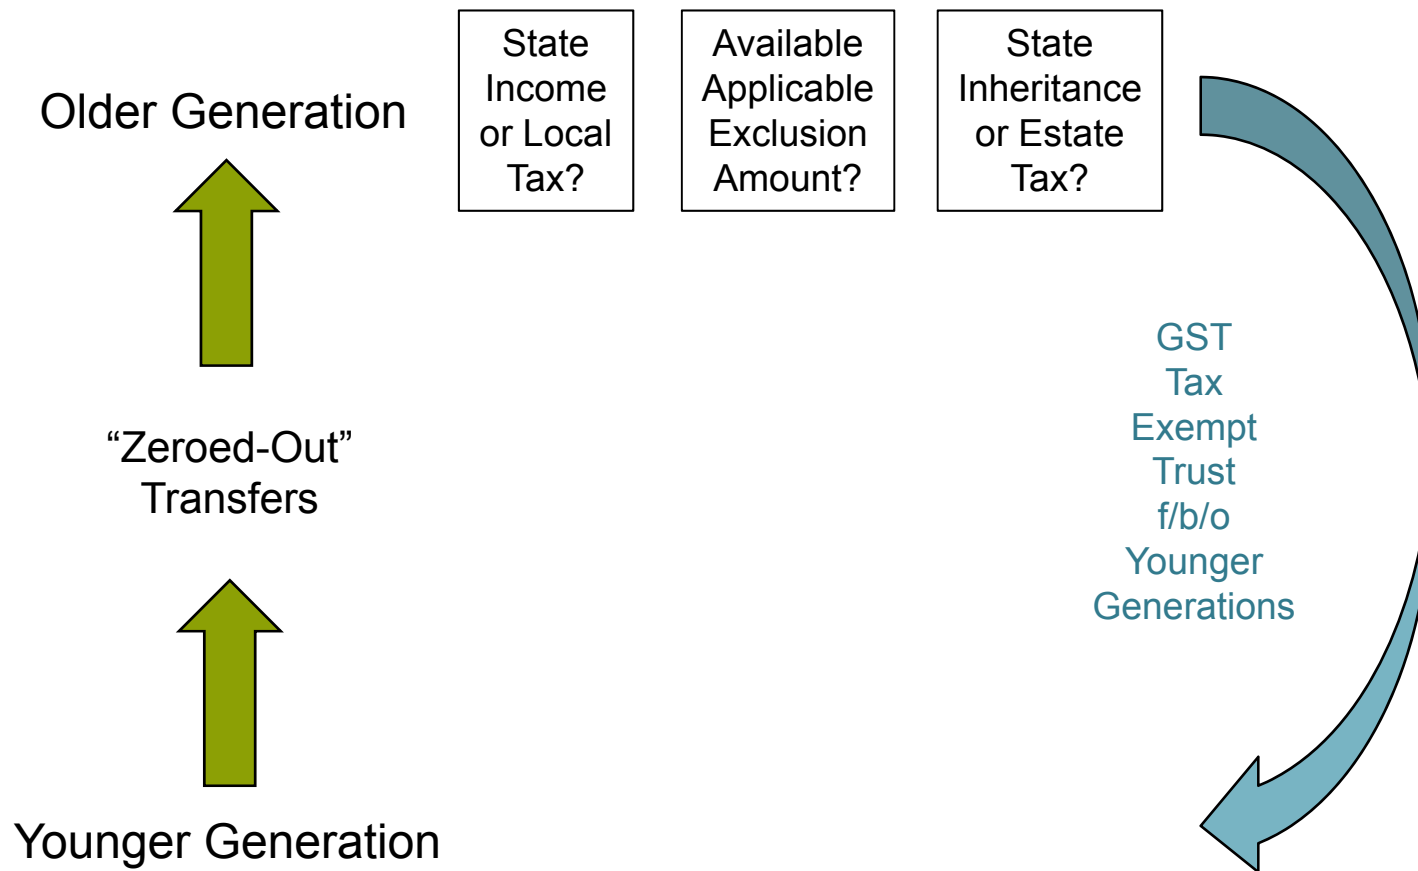 Older Generation
State
Income
or Local
Tax?
Available
Applicable
Exclusion
Amount?
State
Inheritance
or Estate
Tax?
“Zeroed-Out”
Transfers
GST
Tax
Exempt
Trust
f/b/o
Younger
Generations
Younger Generation